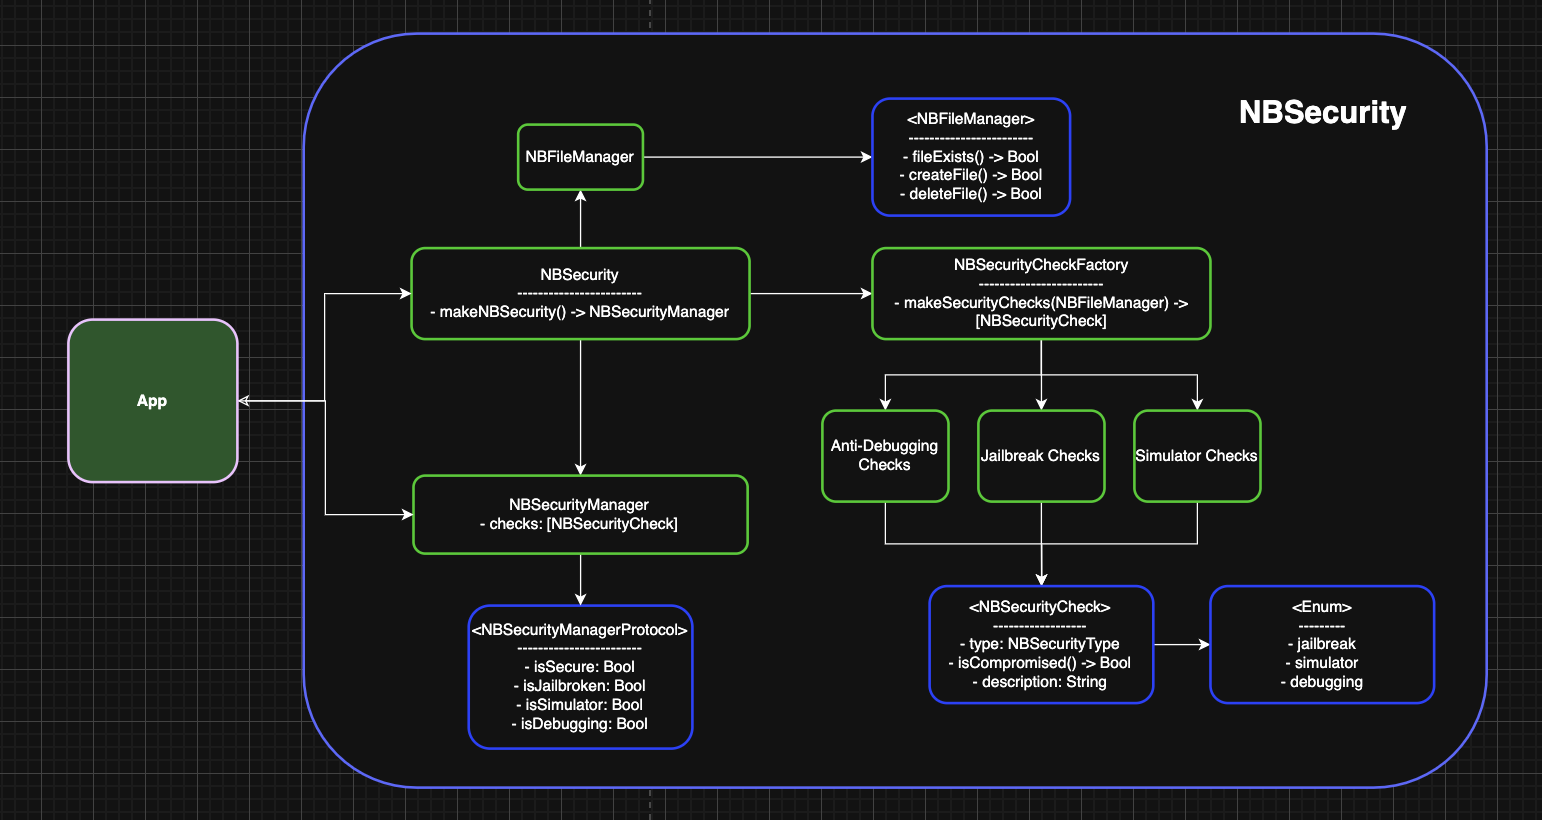 NBSecurity
<NBFileManager>
------------------------
- fileExists() -> Bool
- createFile() -> Bool
- deleteFile() -> Bool
NBFileManager
NBSecurity
------------------------
- makeNBSecurity() -> NBSecurityManager
NBSecurityCheckFactory
------------------------
- makeSecurityChecks(NBFileManager) ->
[NBSecurityCheck]
App
Anti-Debugging
Checks
Jailbreak Checks
Simulator Checks
NBSecurityManager
- checks: [NBSecurityCheck]
<NBSecurityManagerProtocol>
------------------------
- isSecure: Bool
- isJailbroken: Bool
- isSimulator: Bool
- isDebugging: Bool
<NBSecurityCheck>
------------------
- type: NBSecurityType
- isCompromised() -> Bool
- description: String
<Enum>
---------
- jailbreak
- simulator
- debugging